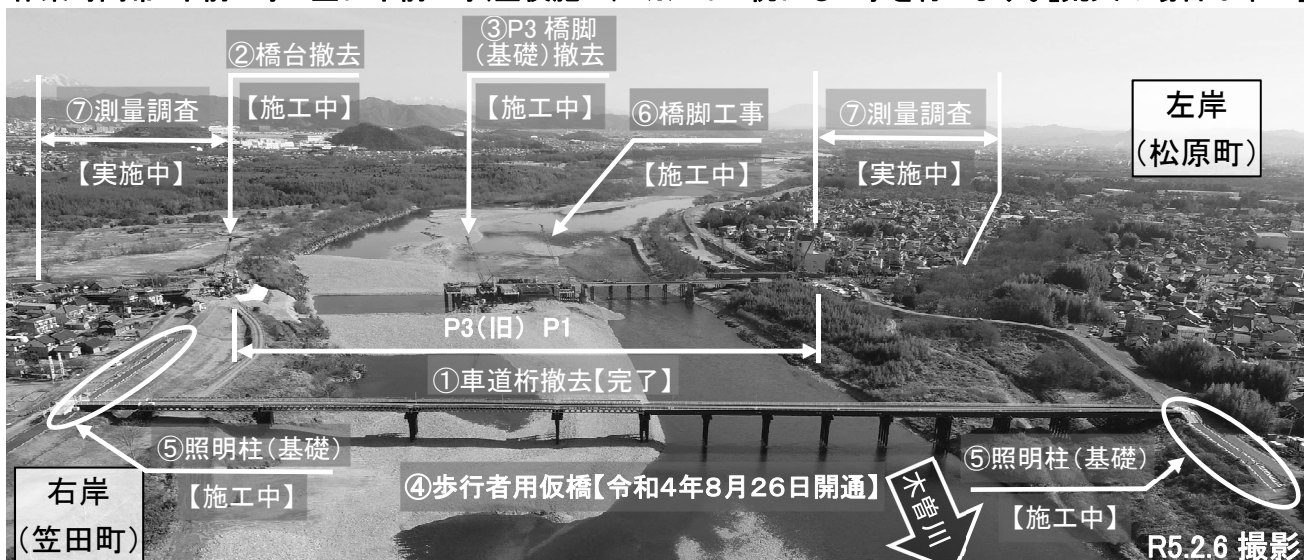 ③P3 橋脚
(基礎)撤去
【施工中】
②橋台撤去
【施工中】
⑦測量調査
【実施中】
⑥橋脚工事
【施工中】
⑦測量調査
【実施中】
左岸
(松原町)
P3(旧) P1
①車道桁撤去【完了】
⑤照明柱(基礎)
【施工中】
④歩行者用仮橋【令和4年8月26日開通】
木曽川
⑤照明柱(基礎)
【施工中】
右岸
(笠田町)
R5.2.6 撮影